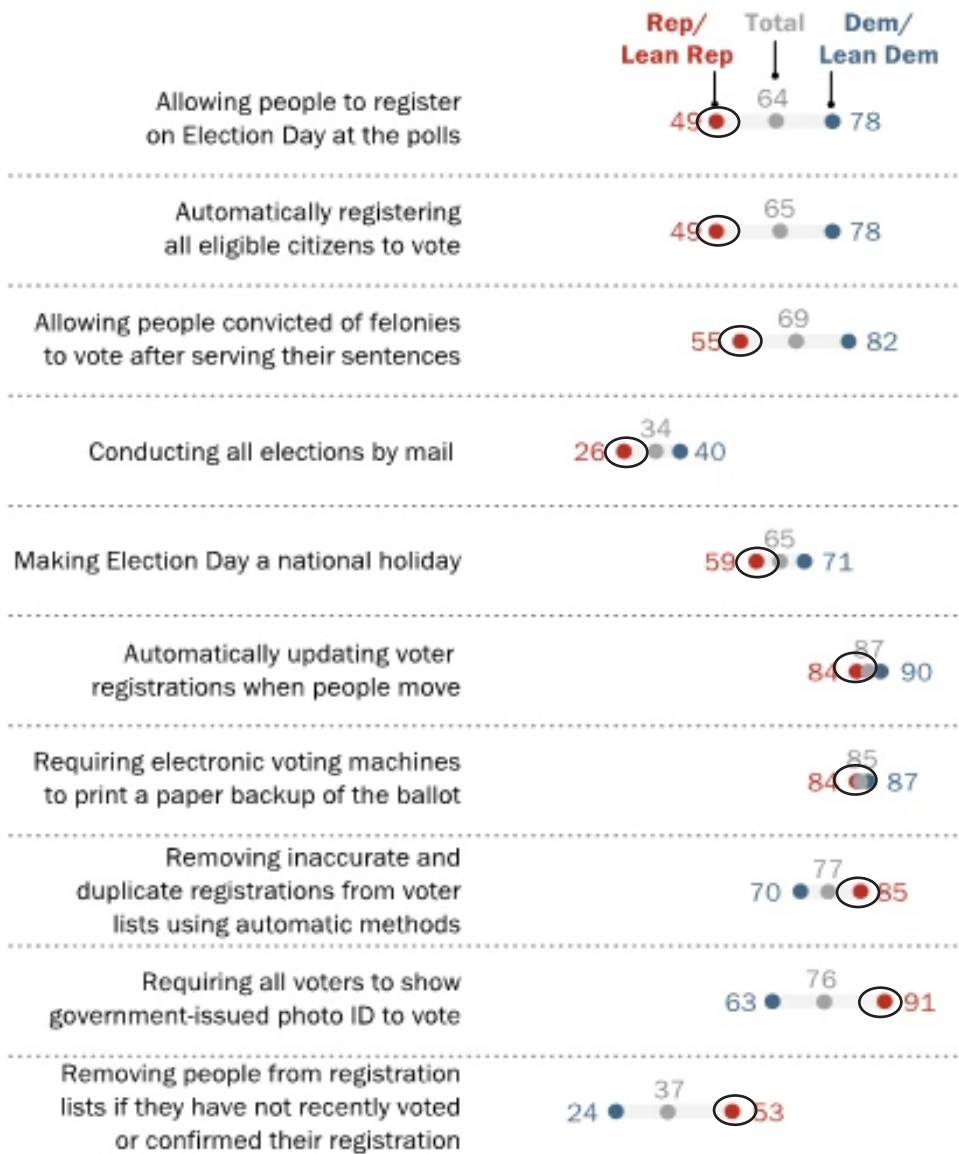 Rep/ Total Dem/
Lean Rep Lean Dem
Allowing people to register
on Election Day at the polls
49 64 78
Automatically registering
all eligible citizens to vote
49 65 78
Allowing people convicted of felonies
to vote after serving their sentences
55 69 82
Conducting all elections by mail
26 34 40
Making Election Day a national holiday
59 65 71
Automatically updating voter
registrations when people move
84 87 90
Requiring electronic voting machines
to print a paper backup of the ballot
84 85 87
Removing inaccurate and
duplicate registrations from voter
lists using automatic methods
70 77 85
Requiring all voters to show
government-issued photo ID to vote
63 76 91
Removing people from registration
lists if they have not recently voted
or confirmed their registration
24 37 53